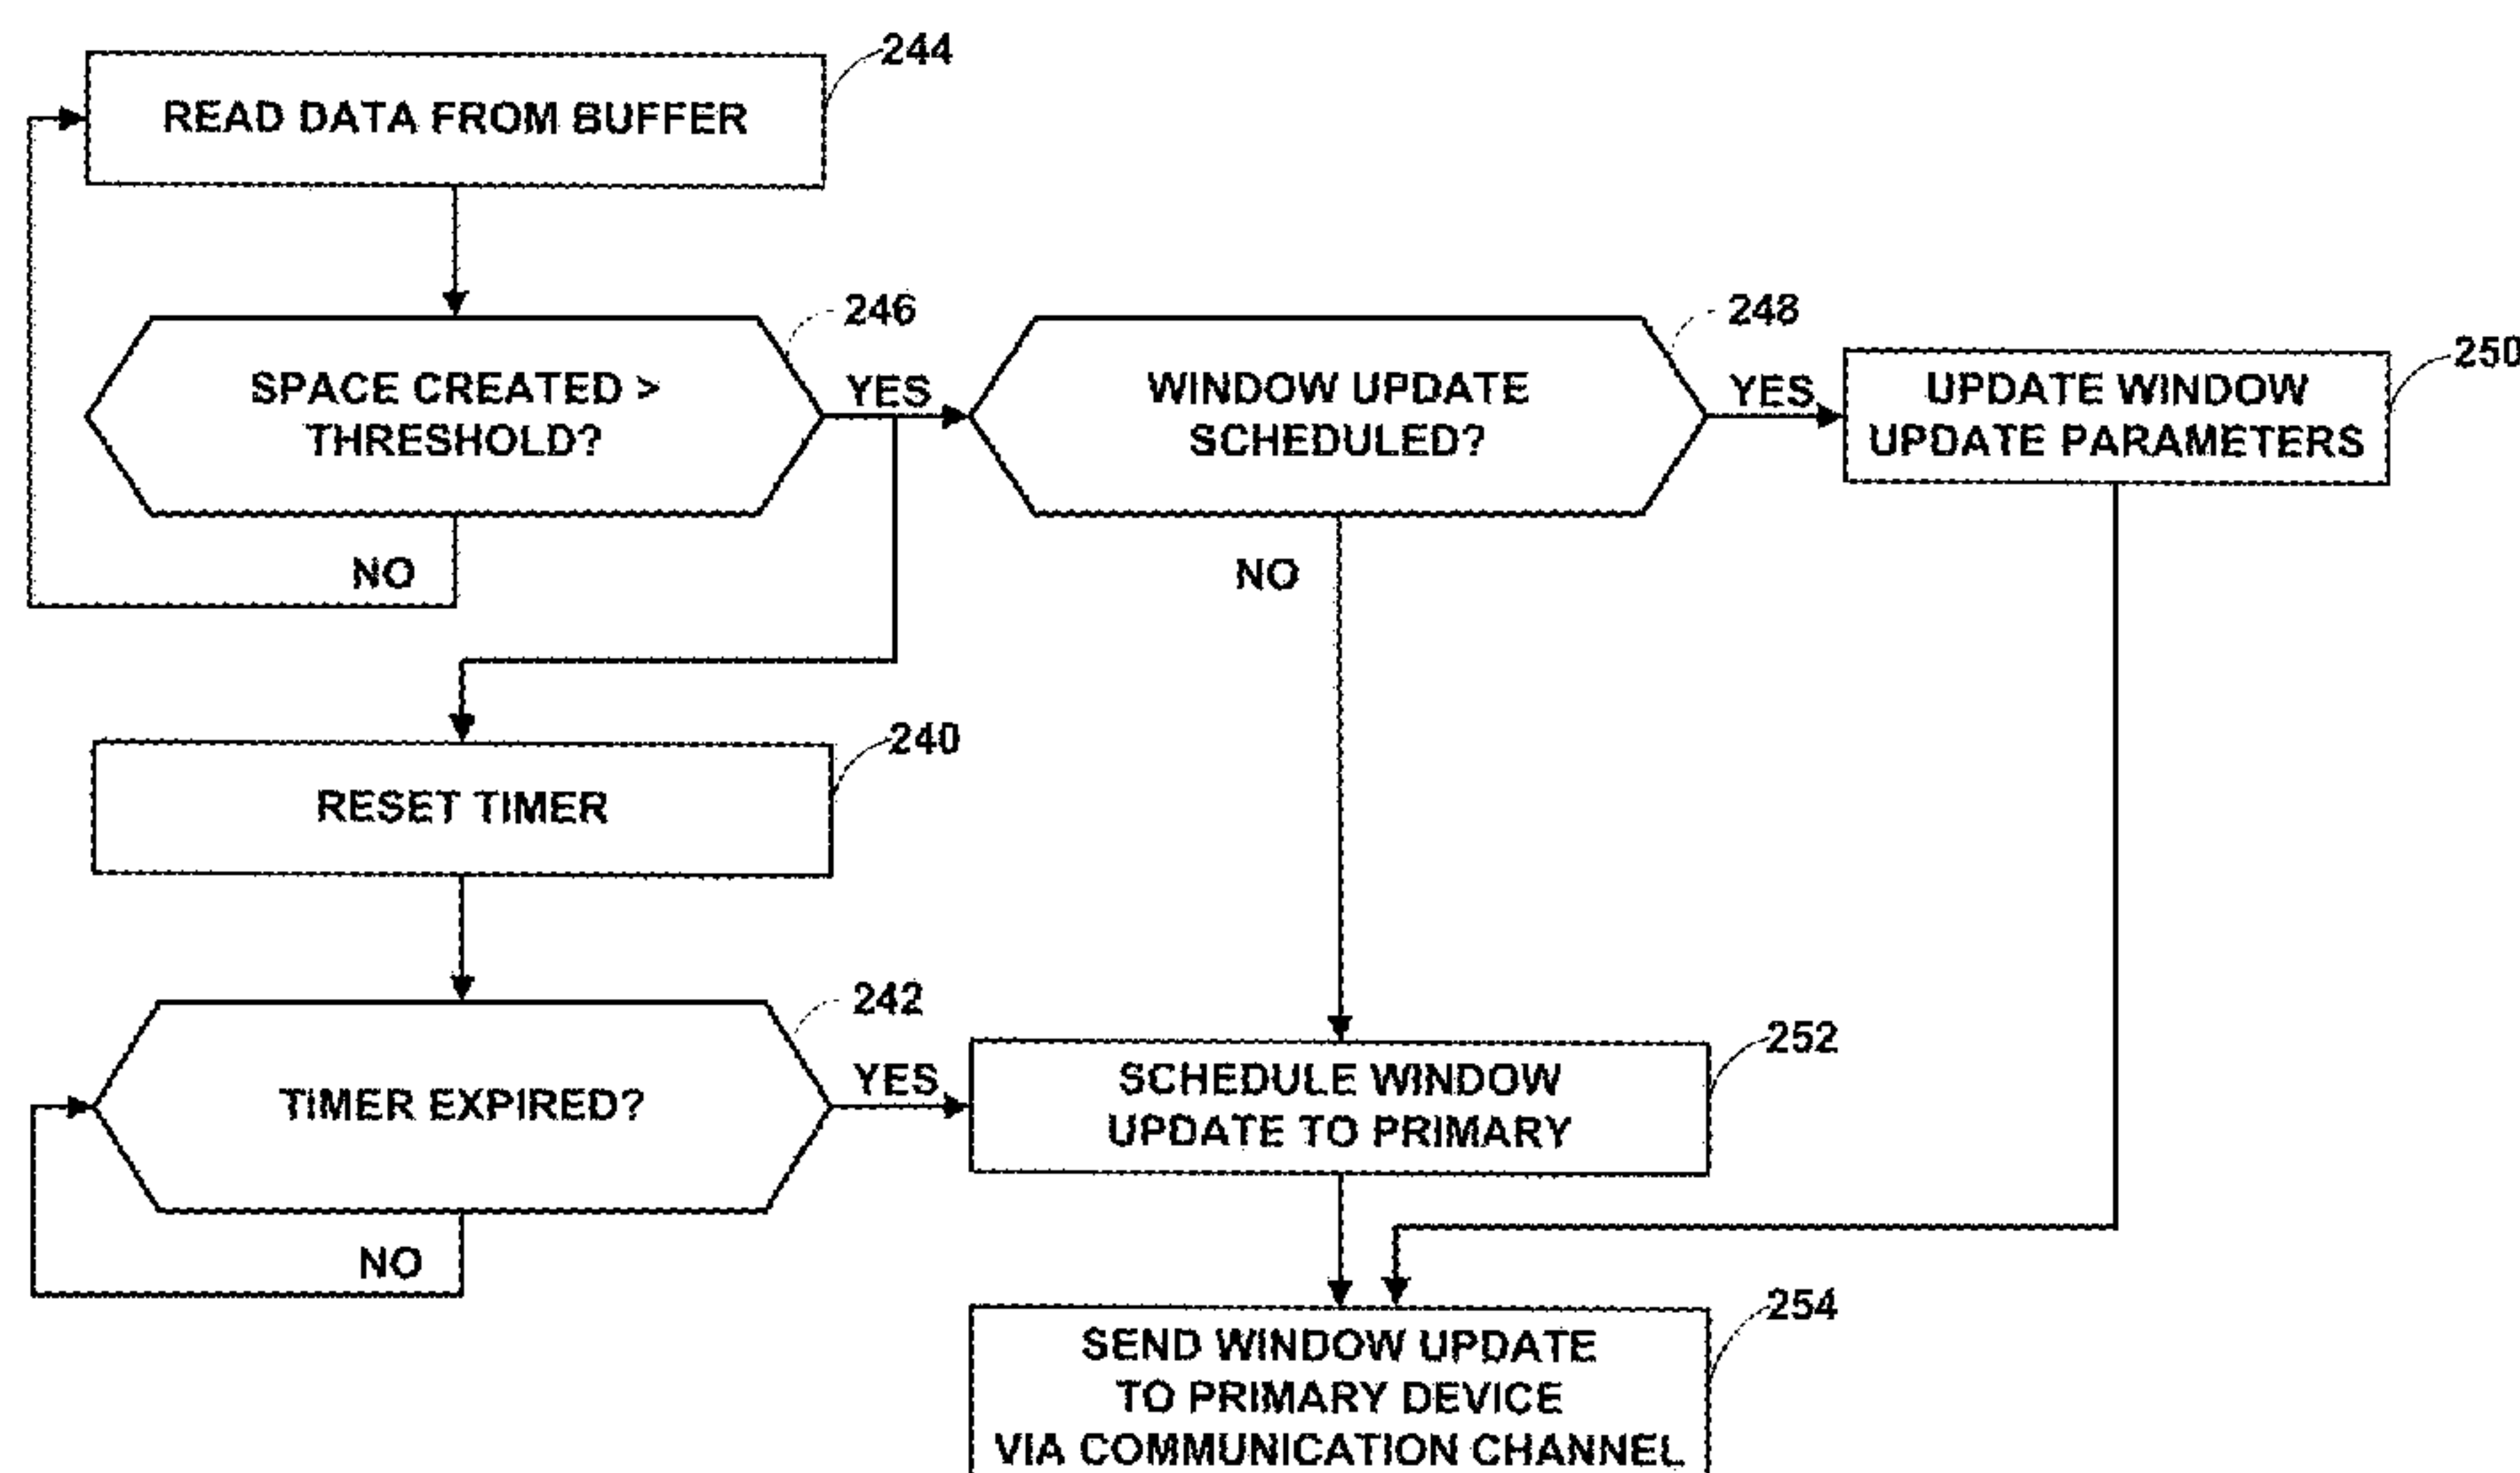 244
READ DATA FROM BUFFER
246
SPACE CREATED >
THRESHOLD?
YES
NO
248
WINDOW UPDATE
SCHEDULED?
YES
NO
250
UPDATE WINDOW
UPDATE PARAMETERS
240
RESET TIMER
242
TIMER EXPIRED?
YES
NO
252
SCHEDULE WINDOW
UPDATE TO PRIMARY
254
SEND WINDOW UPDATE
TO PRIMARY DEVICE
VIA COMMUNICATION CHANNEL